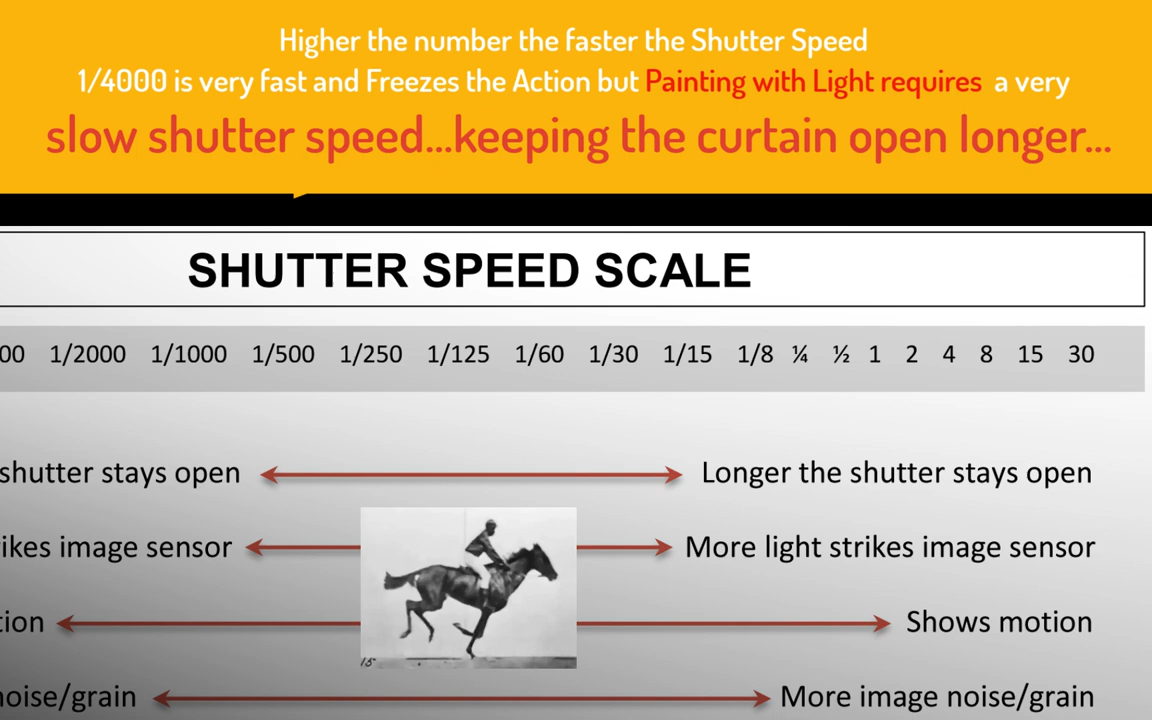 Higher the number the faster the Shutter Speed
1/4000 is very fast and Freezes the Action but Painting with Light requires a very
slow shutter speed...keeping the curtain open longer...
SHUTTER SPEED SCALE
00 1/2000 1/1000 1/500 1/250 1/125 1/60 1/30 1/15 1/8 ¼ ½ 1 2 4 8 15 30
shutter stays open Longer the shutter stays open
ikes image sensor More light strikes image sensor
tion Shows motion
15
noise/grain More image noise/grain